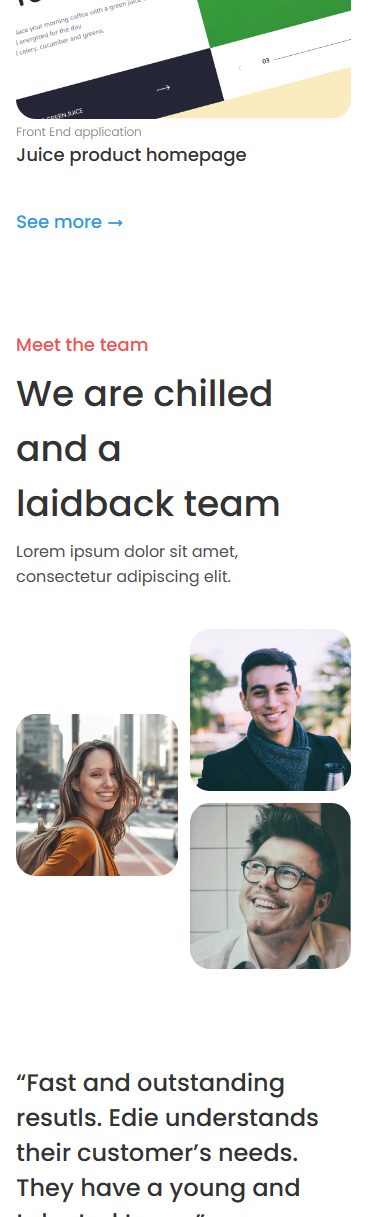 lace your morning coffee with a green juice
energised for the day.
celery, cucumber and greens.
03
GREEN JUICE
Front End application
Juice product homepage
See more →
Meet the team
We are chilled
and a
laidback team
Lorem ipsum dolor sit amet,
consectetur adipiscing elit.
“Fast and outstanding
resutls. Edie understands
their customer’s needs.
They have a young and